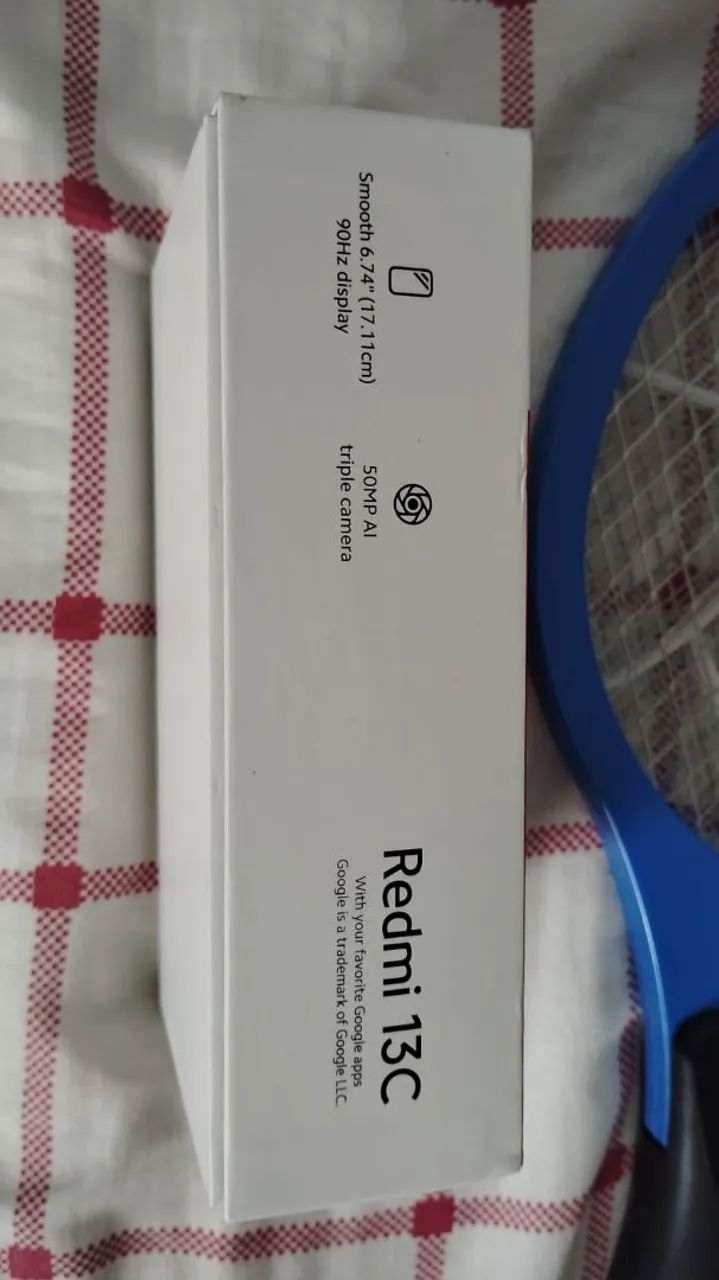 Smooth 6.74" (17.11cm)
90Hz display
50MP AI
triple camera
Redmi 13C
With your favorite Google apps
Google is a trademark of Google LLC.